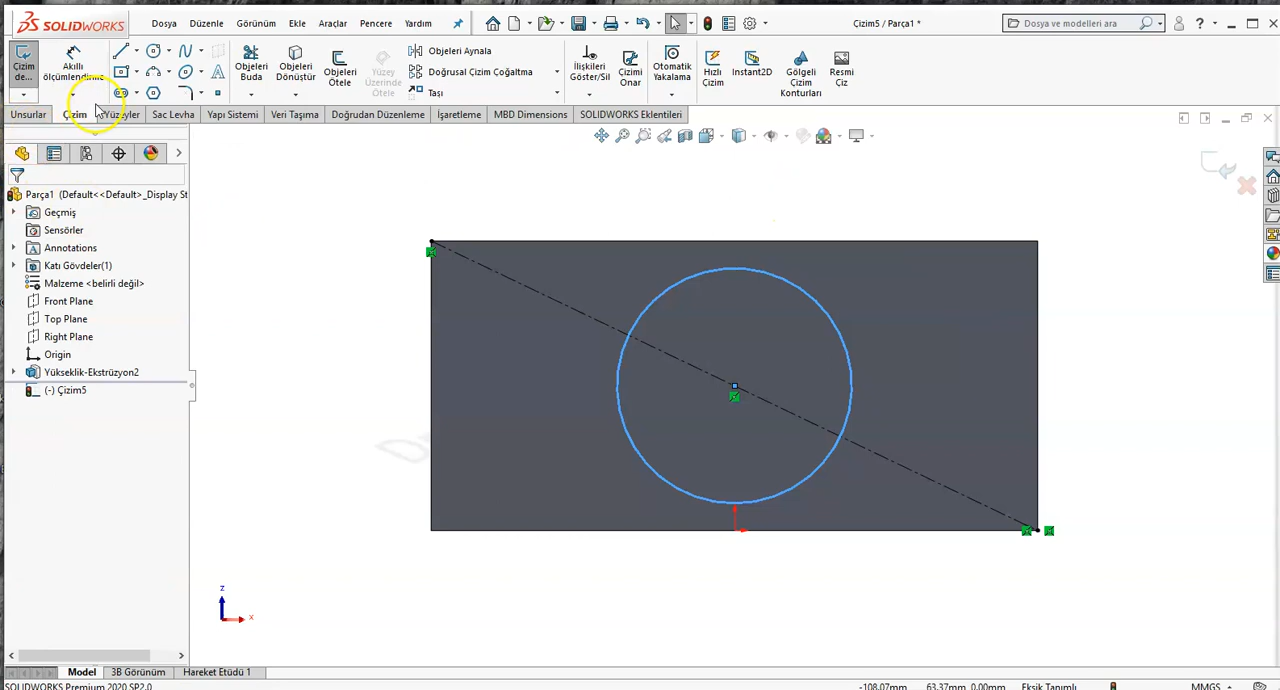 SOLIDWORKS Dosya Düzenle Görünüm Ekle Araçlar Pencere Yardım Çizim5 / Parça1 * Dosya ve modelleri ara ?
Çizim de... Akıllı ölçümlendirme Objeleri Buda Objeleri Dönüştür Objeleri Ötele Yüzey Üzerinde Ötele Objeleri Aynala Doğrusal Çizim Çoğaltma Taşı İlişkileri Göster/Sil Çizimi Onar Otomatik Yakalama Hızlı Çizim Instant2D Gölgeli Çizim Konturları Resmi Çiz
Unsurlar Çizim Yüzeyler Sac Levha Yapı Sistemi Veri Taşıma Doğrudan Düzenleme İşaretleme MBD Dimensions SOLIDWORKS Eklentileri
Parça1 (Default<<Default>_Display St
Geçmiş
Sensörler
Annotations
Katı Gövdeler(1)
Malzeme <belirli değil>
Front Plane
Top Plane
Right Plane
Origin
Yükseklik-Ekstrüzyon2
(-) Çizim5
z
x
Model 3B Görünüm Hareket Etüdü 1
SOLIDWORKS Premium 2020 SP2.0 -108.07mm 63.37mm 0.00mm Eksik Tanımlı MMGS